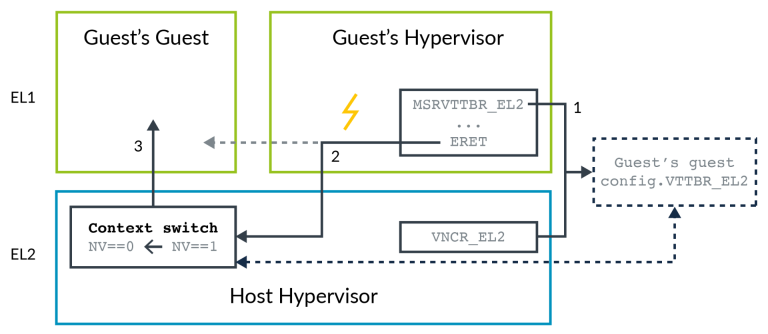 Guest's Guest
Guest's Hypervisor
EL1
MSRVTTBR_EL2
...
ERET
1
2
3
Guest's guest
config.VTTBR_EL2
EL2
Context switch
NV==0 NV==1
VNCR_EL2
Host Hypervisor